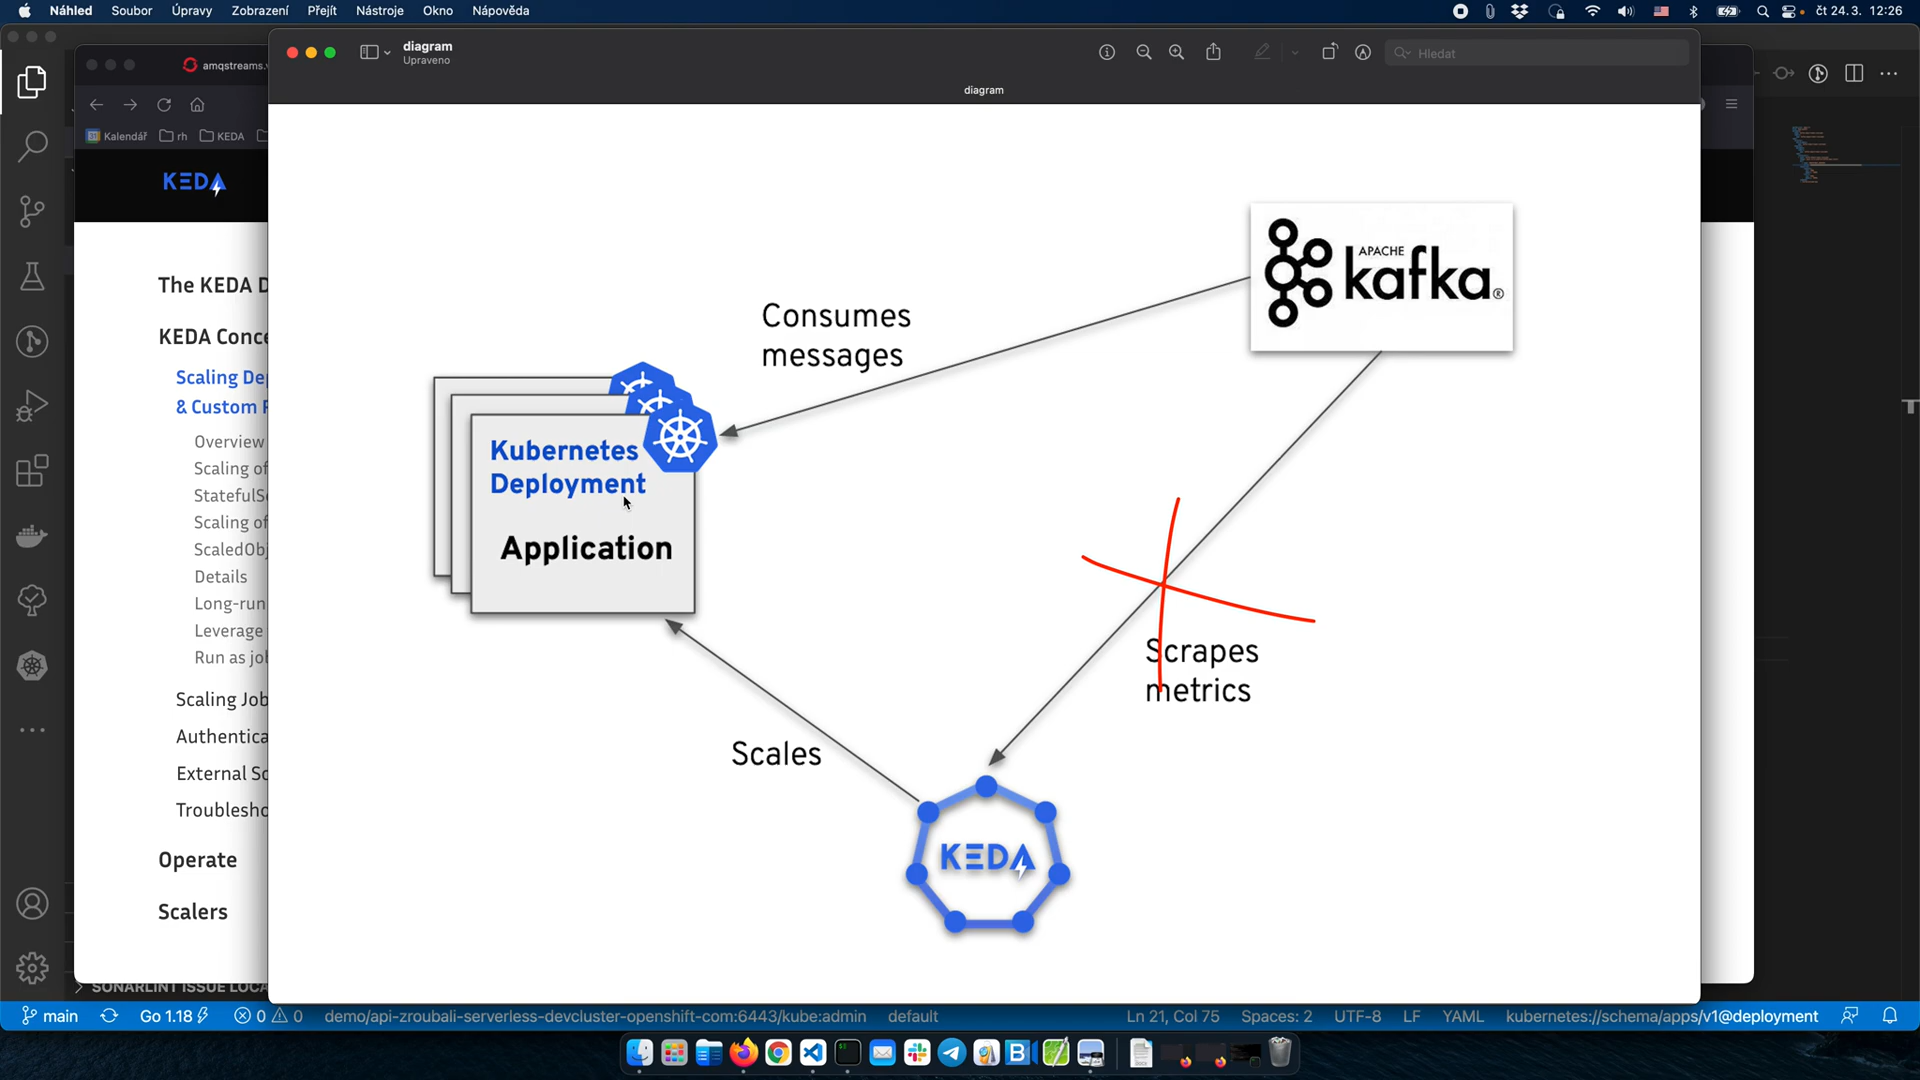 Náhled Soubor Úpravy Zobrazení Přejít Nástroje Okno Nápověda čt 24.3. 12:26
diagram
Upraveno
Hledat
diagram
amqstreams.
Kalendář rh KEDA
KEDA
The KEDA D
KEDA Conce
Scaling De
& Custom
Overview
Scaling of
StatefulS
Scaling of
ScaledObj
Details
Long-run
Leverage
Run as jo
Scaling Job
Authentica
External Sc
Troublesho
Operate
Scalers
APACHE
kafka®
Consumes
messages
Kubernetes
Deployment
Application
Scrapes
metrics
Scales
KEDA
SONARLINT ISSUE LOCA
main Go 1.18 0 0 demo/api-zroubali-serverless-devcluster-openshift-com:6443/kube:admin default Ln 21, Col 75 Spaces: 2 UTF-8 LF YAML kubernetes://schema/apps/v1@deployment